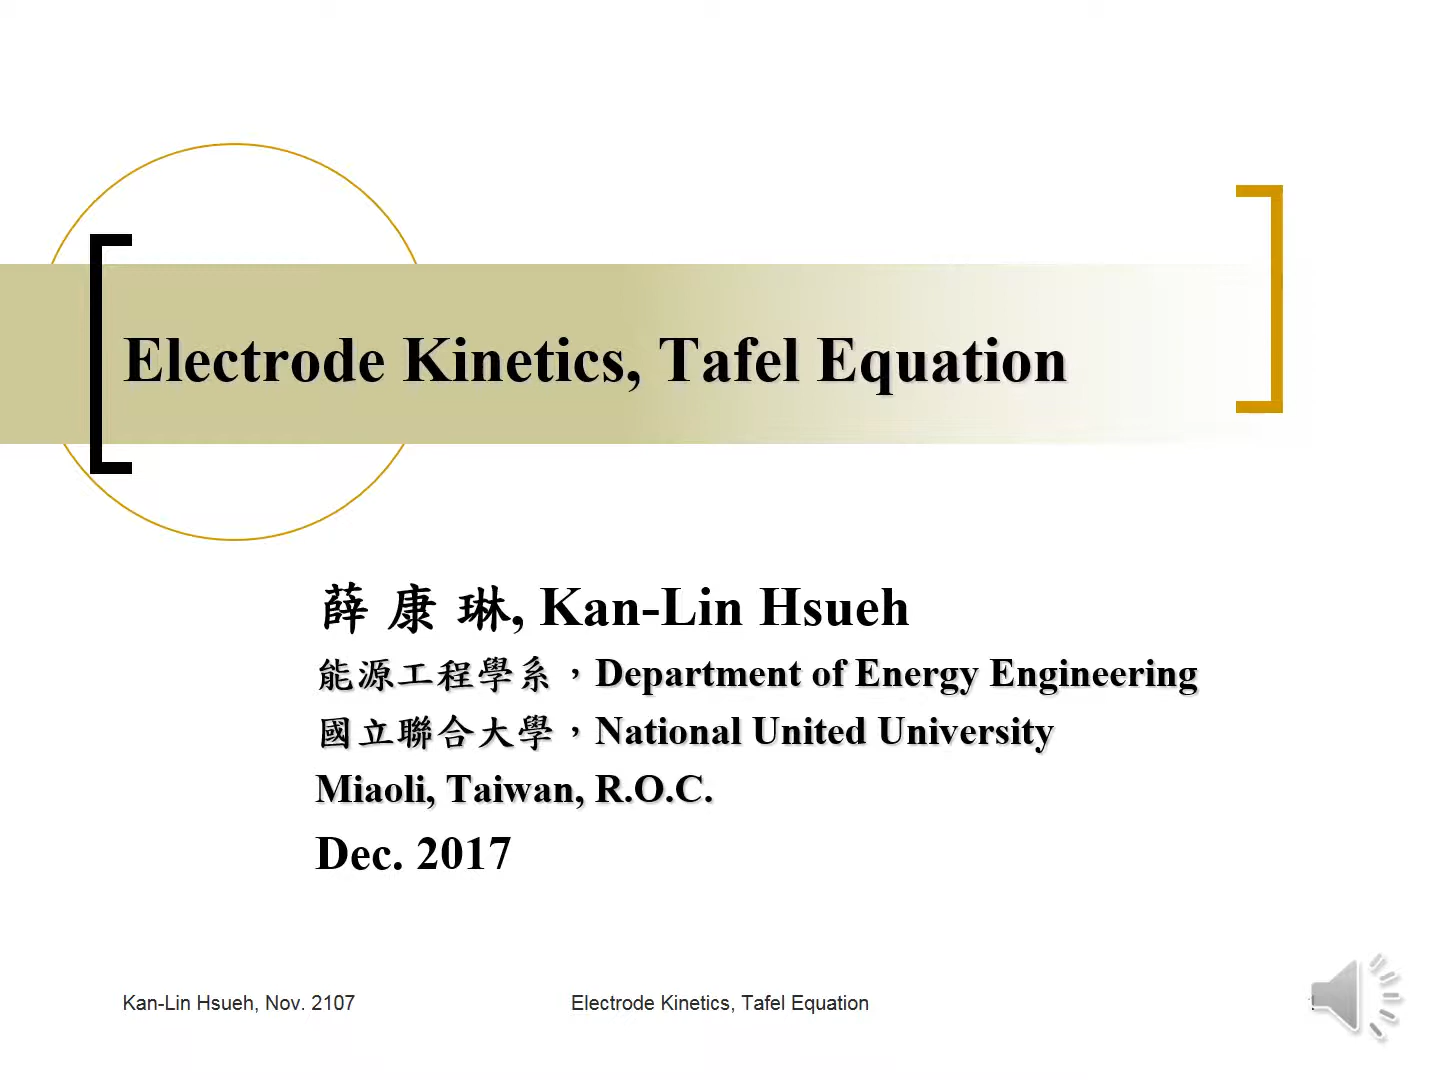 Electrode Kinetics, Tafel Equation
薛 康 琳, Kan-Lin Hsueh
能源工程學系，Department of Energy Engineering
國立聯合大學，National United University
Miaoli, Taiwan, R.O.C.
Dec. 2017
Kan-Lin Hsueh, Nov. 2107
Electrode Kinetics, Tafel Equation